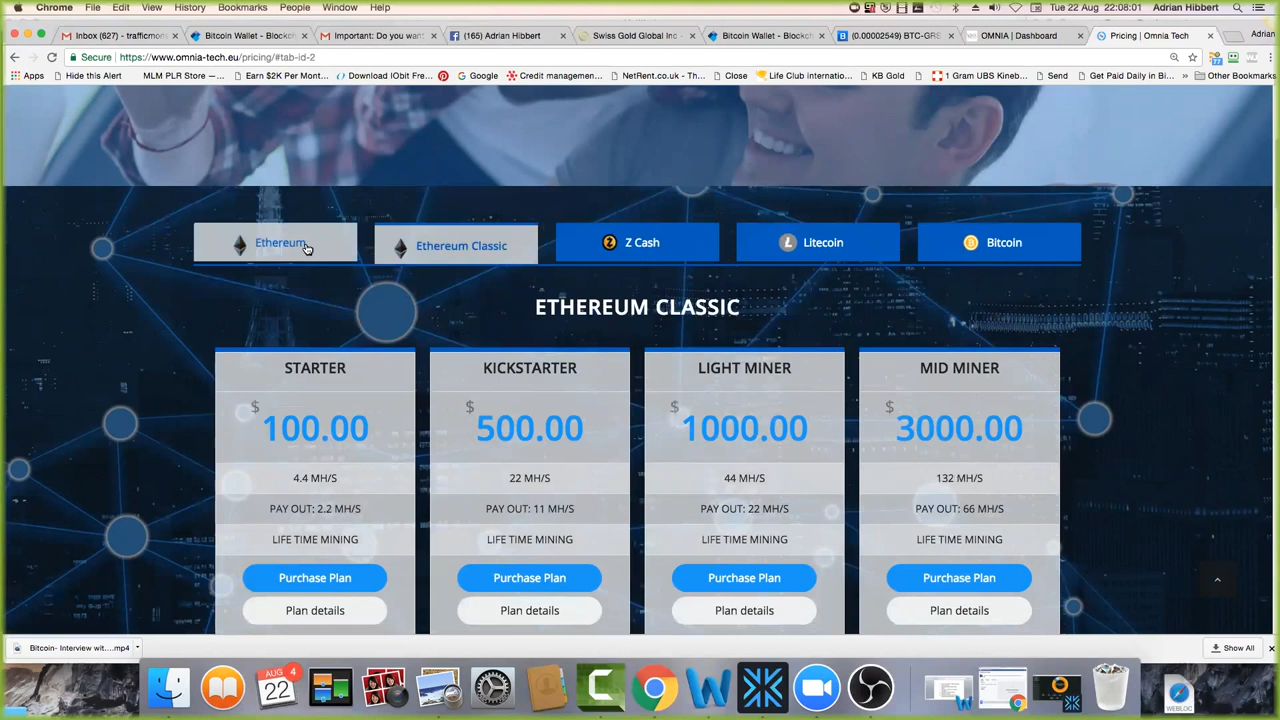 Chrome File Edit View History Bookmarks People Window Help Tue 22 Aug 22:08:01 Adrian Hibbert
Inbox (627) - trafficmon Bitcoin Wallet - Blockch Important: Do you want (165) Adrian Hibbert Swiss Gold Global Inc - Bitcoin Wallet - Blockch (0.00002549) BTC-GRS OMNIA | Dashboard Pricing | Omnia Tech Adrian
Secure https://www.omnia-tech.eu/pricing/#tab-id-2
Apps Hide this Alert MLM PLR Store — Earn $2K Per Mont... Download IObit Fre... Google Credit managemen... NetRent.co.uk - Th... Close Life Club internatio... KB Gold 1 Gram UBS Kineb... Send Get Paid Daily in Bi... » Other Bookmarks
Ethereum Ethereum Classic Z Cash Litecoin Bitcoin
ETHEREUM CLASSIC
STARTER KICKSTARTER LIGHT MINER MID MINER
$ 100.00 $ 500.00 $ 1000.00 $ 3000.00
4.4 MH/S 22 MH/S 44 MH/S 132 MH/S
PAY OUT: 2.2 MH/S PAY OUT: 11 MH/S PAY OUT: 22 MH/S PAY OUT: 66 MH/S
LIFE TIME MINING LIFE TIME MINING LIFE TIME MINING LIFE TIME MINING
Purchase Plan Purchase Plan Purchase Plan Purchase Plan
Plan details Plan details Plan details Plan details
Bitcoin- Interview wit....mp4 Show All
AUG 4
22
WEBLOC